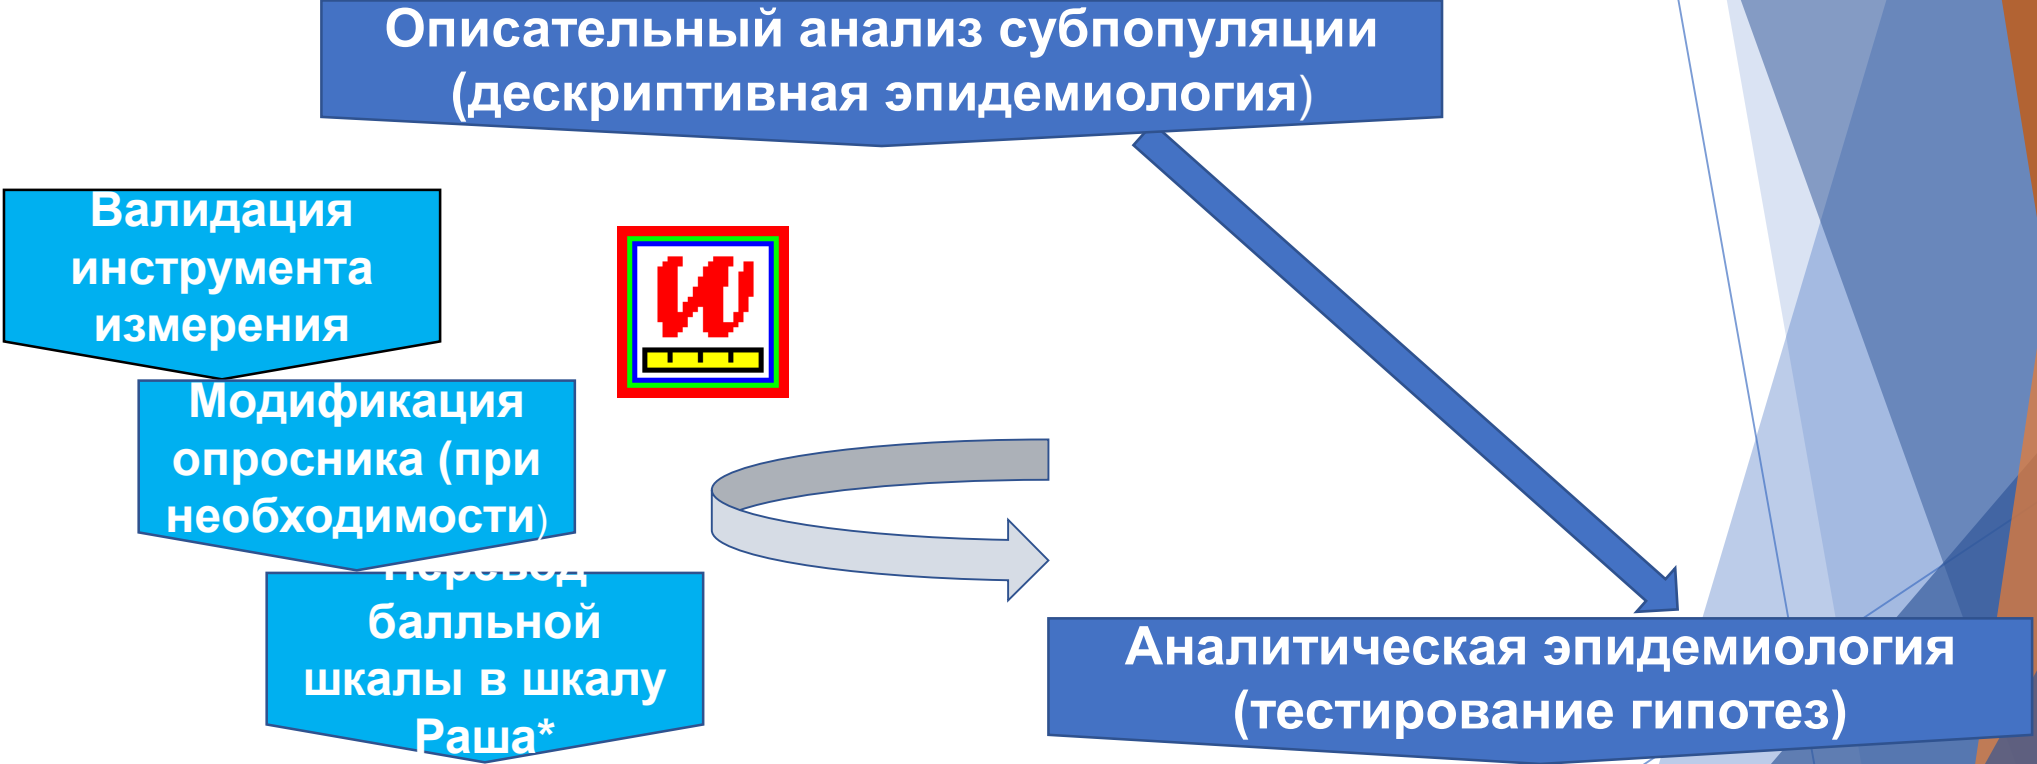 Описательный анализ субпопуляции
(дескриптивная эпидемиология)
Валидация
инструмента
измерения
Модификация
опросника (при
необходимости)
Перевод
балльной
шкалы в шкалу
Раша*
Аналитическая эпидемиология
(тестирование гипотез)